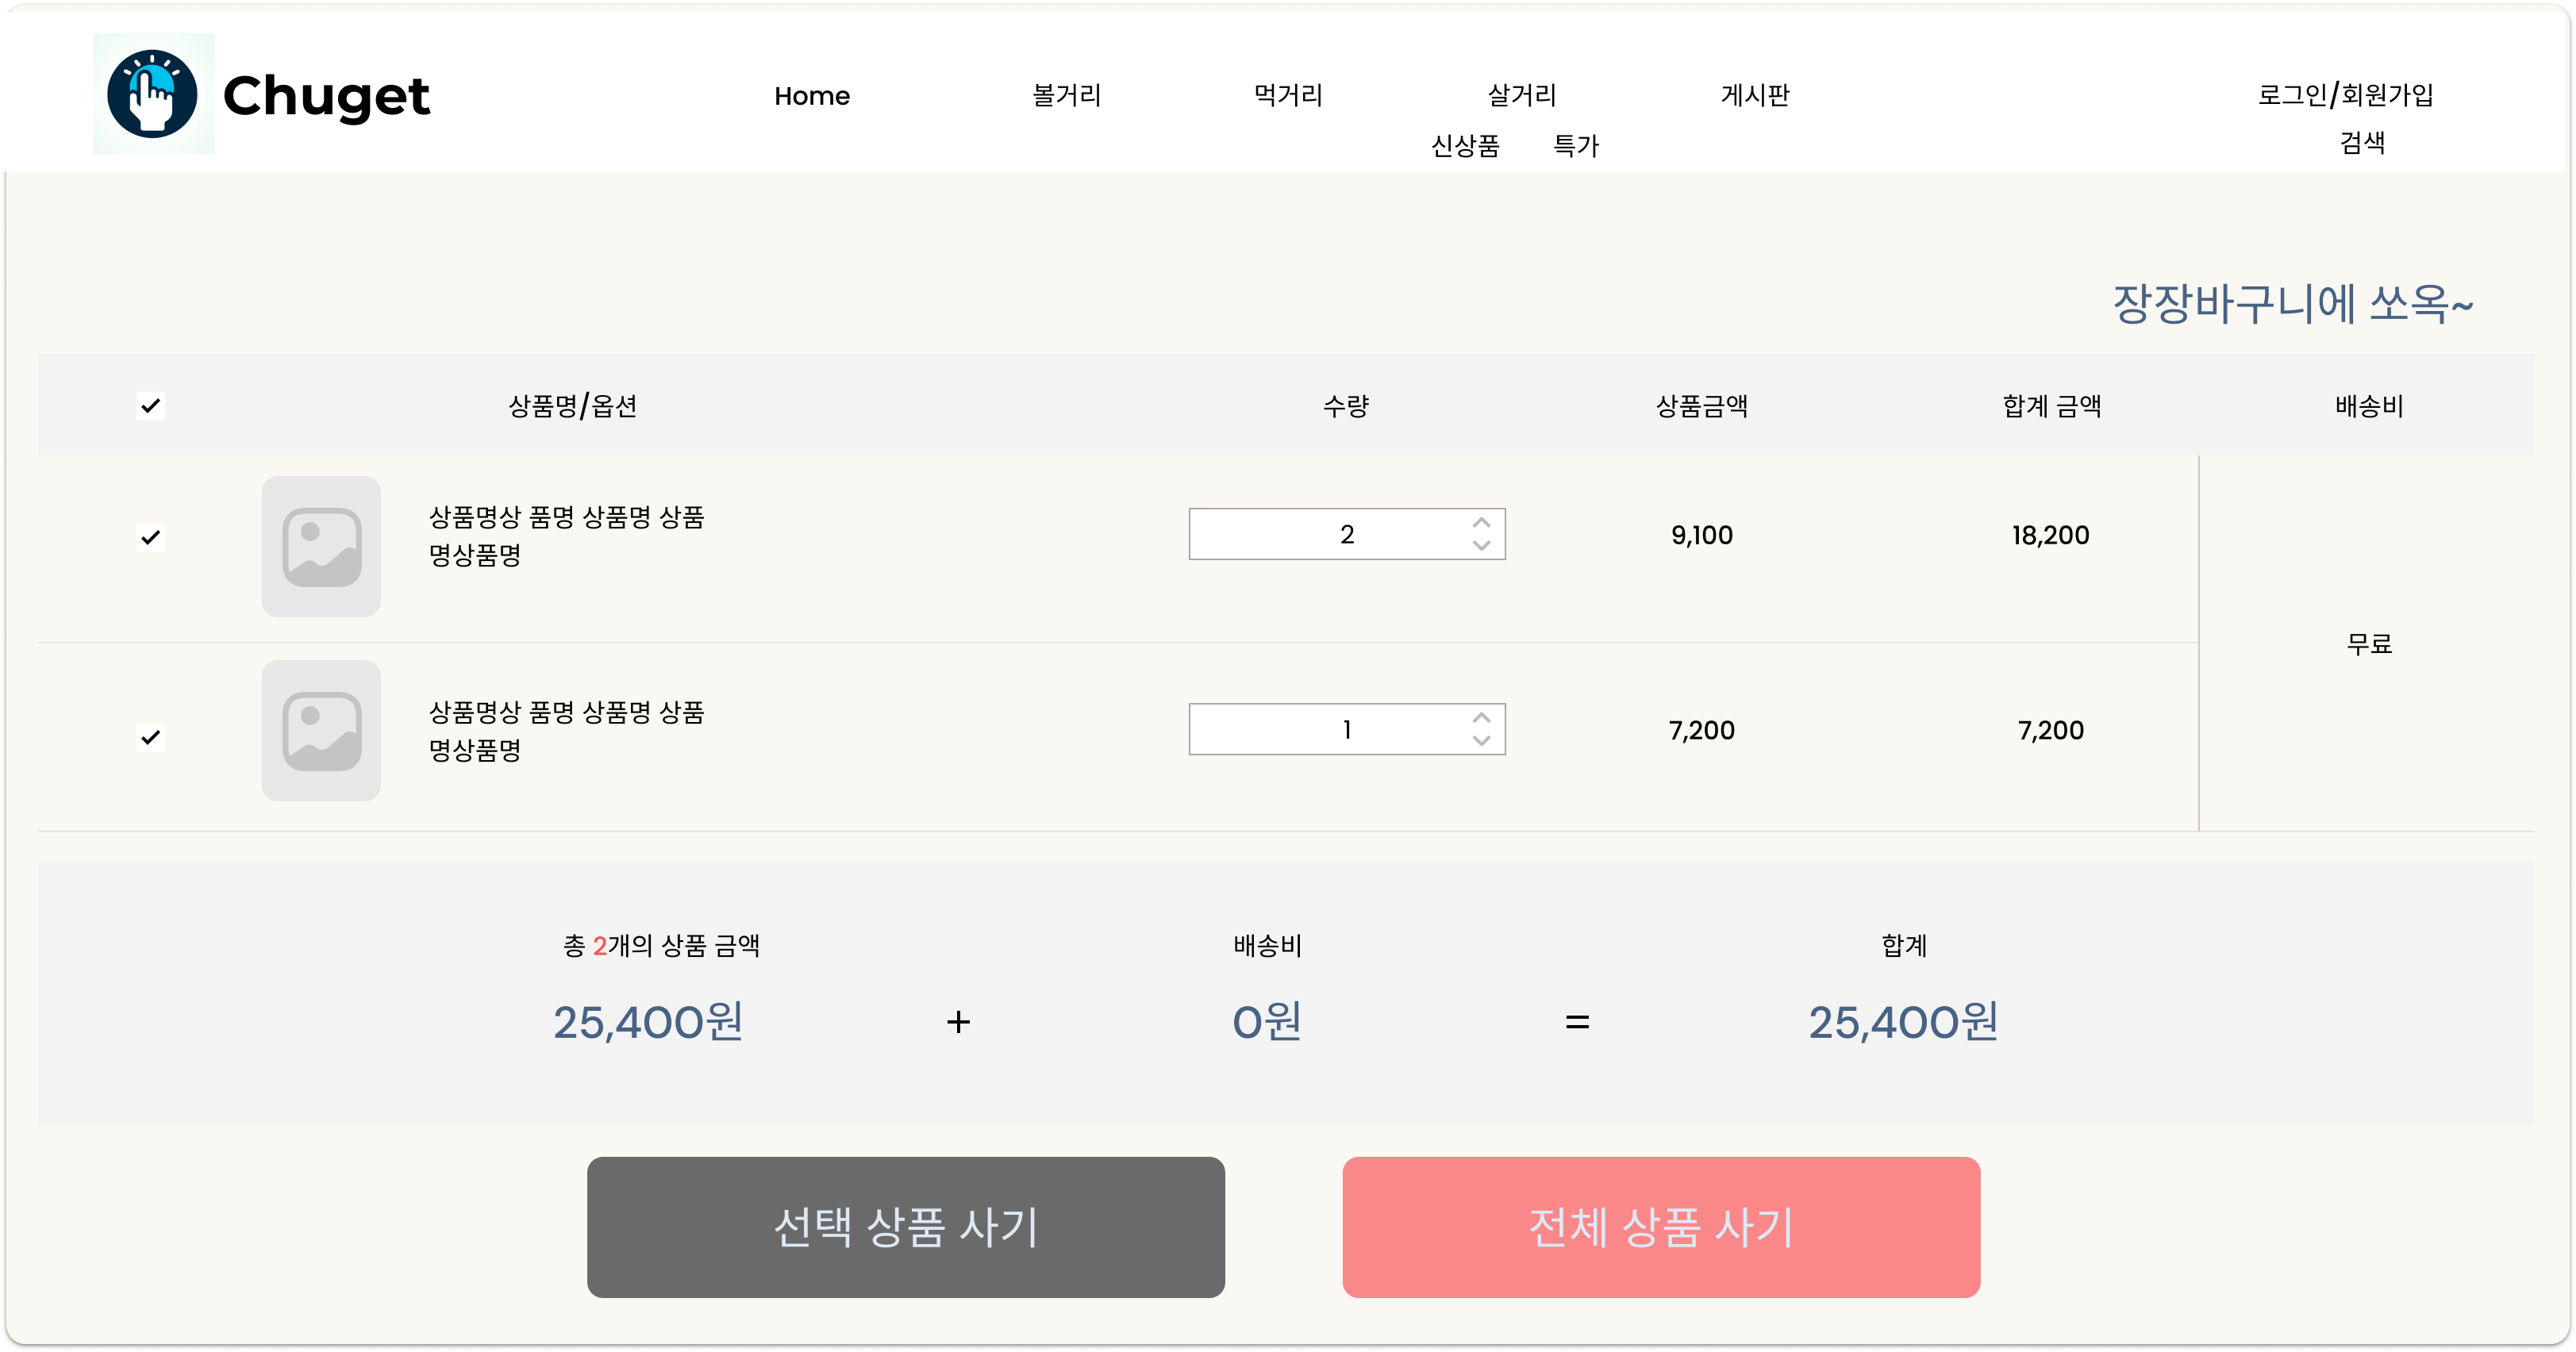 Chuget
Home 볼거리 먹거리 살거리 게시판 로그인/회원가입
신상품 특가 검색
장장바구니에 쏘옥~
상품명/옵션 수량 상품금액 합계 금액 배송비
상품명상 품명 상품명 상품
명상품명
2 9,100 18,200
무료
상품명상 품명 상품명 상품
명상품명
1 7,200 7,200
총 2개의 상품 금액 배송비 합계
25,400원 + 0원 = 25,400원
선택 상품 사기 전체 상품 사기